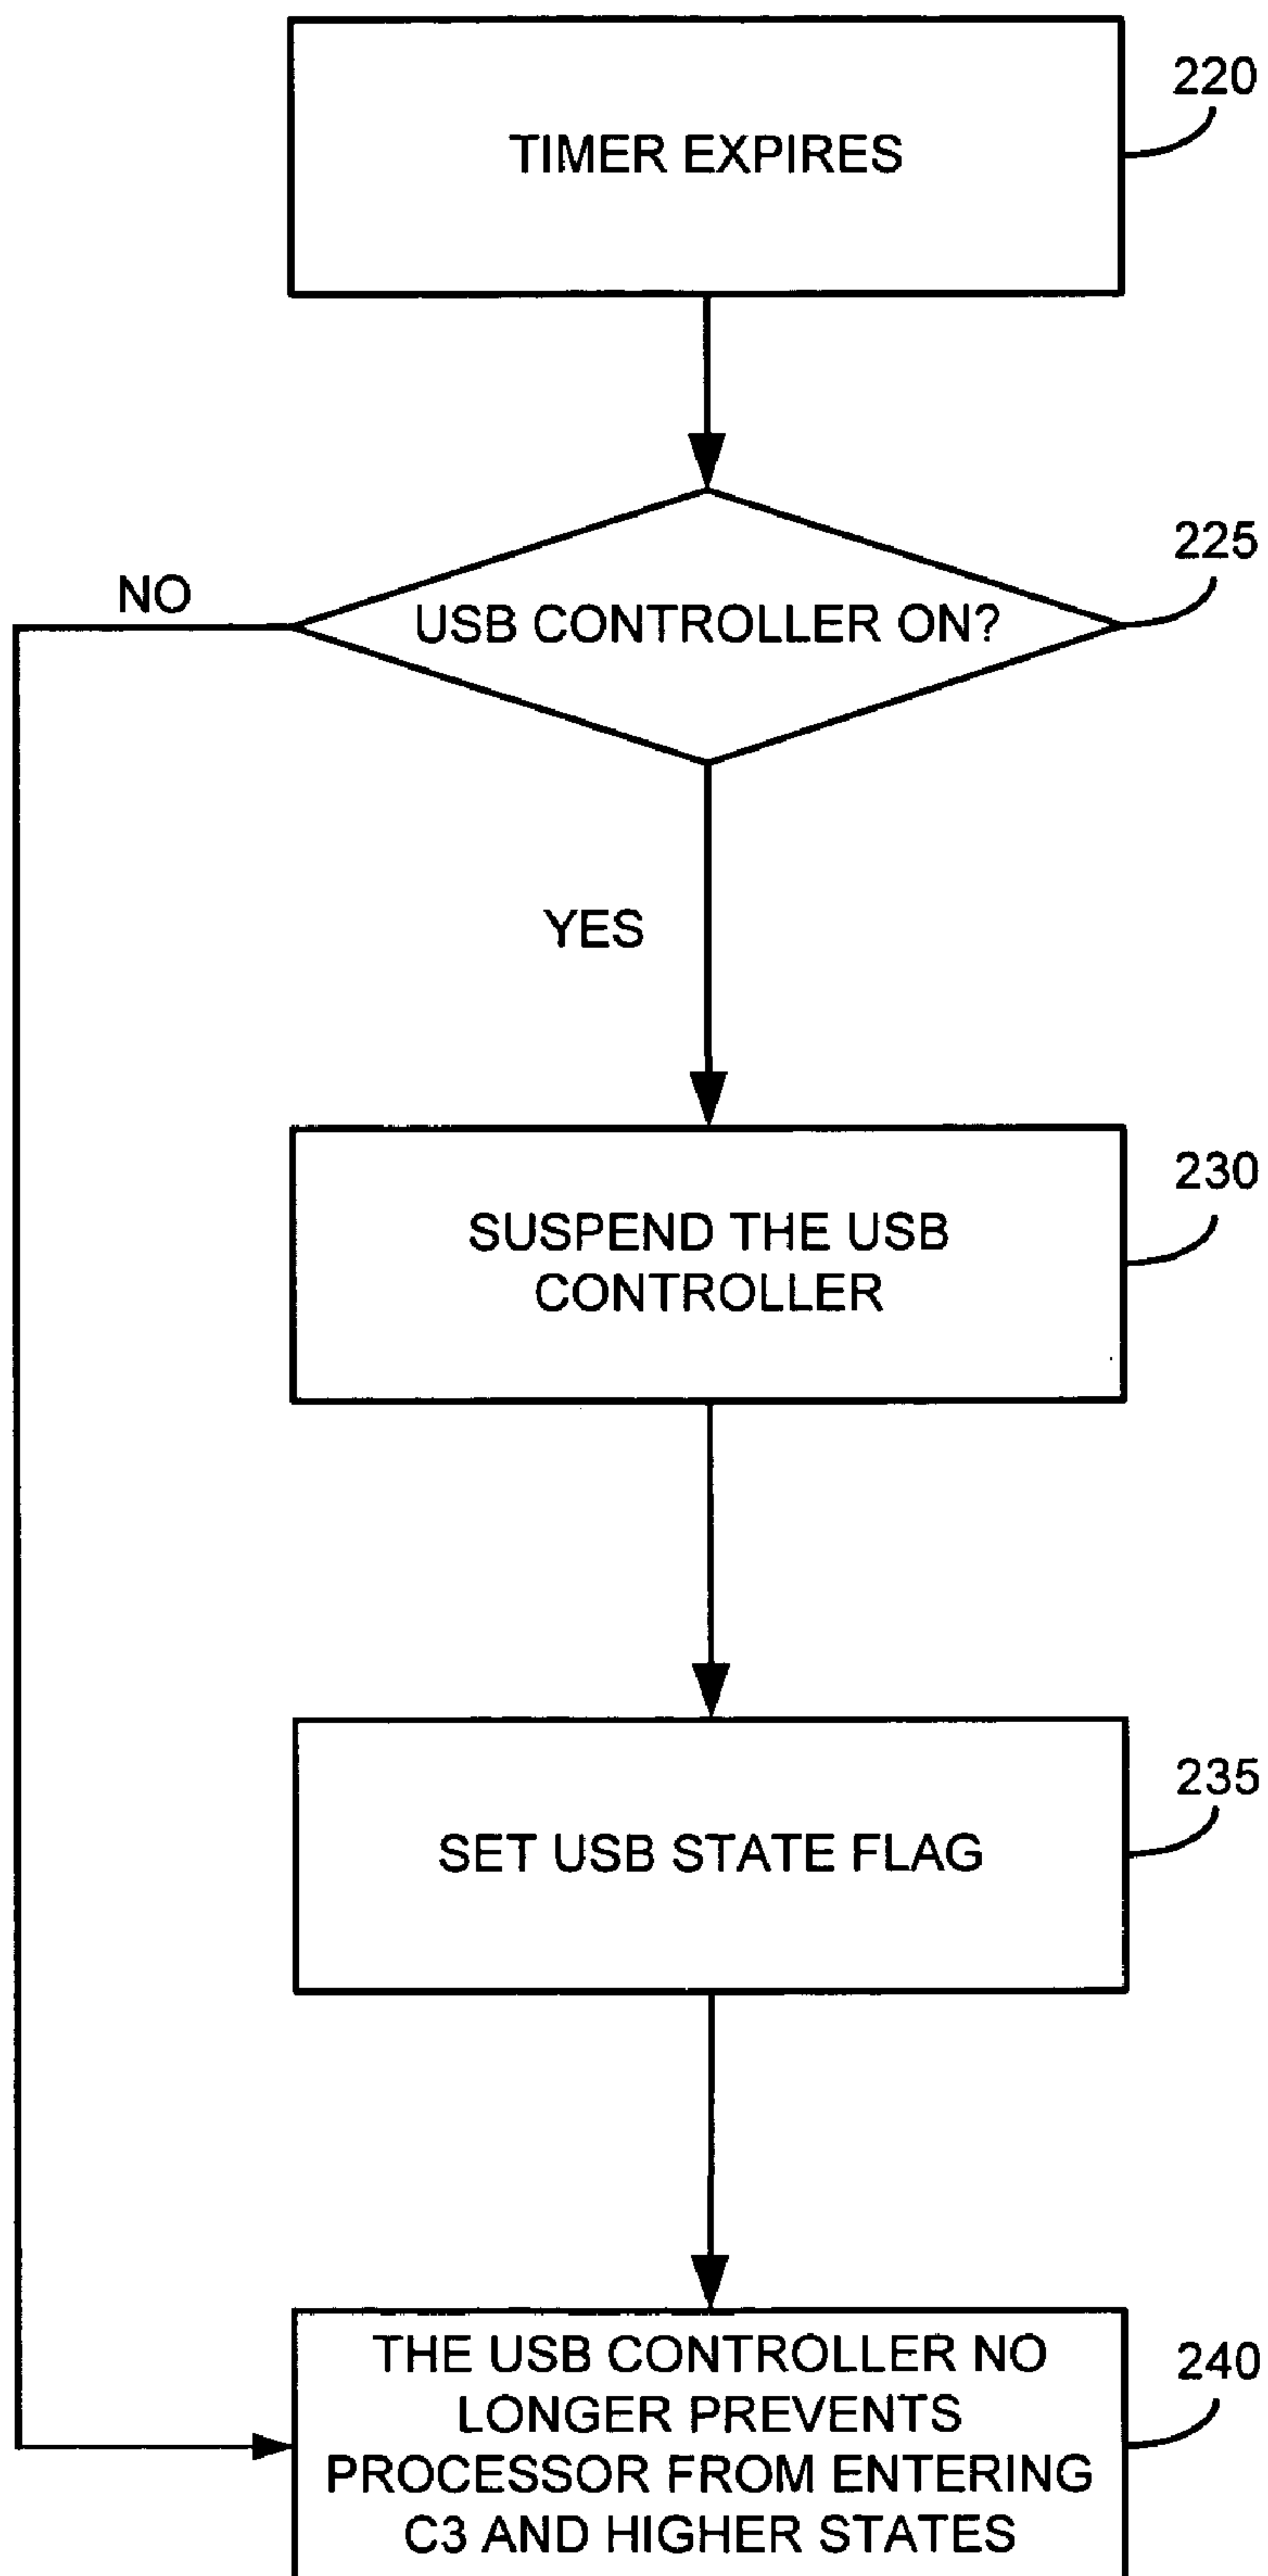 220
TIMER EXPIRES
225
NO
USB CONTROLLER ON?
YES
230
SUSPEND THE USB
CONTROLLER
235
SET USB STATE FLAG
240
THE USB CONTROLLER NO
LONGER PREVENTS
PROCESSOR FROM ENTERING
C3 AND HIGHER STATES